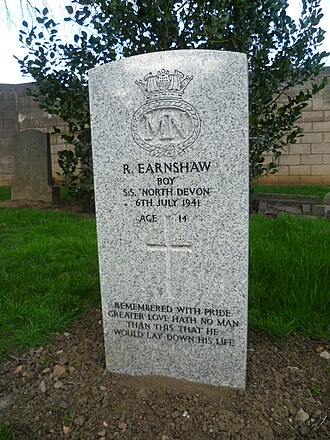 MN
R. EARNSHAW
BOY
S.S. "NORTH DEVON"
6TH JULY 1941
AGE 14
REMEMBERED WITH PRIDE
GREATER LOVE HATH NO MAN
THAN THIS, THAT HE
WOULD LAY DOWN HIS LIFE